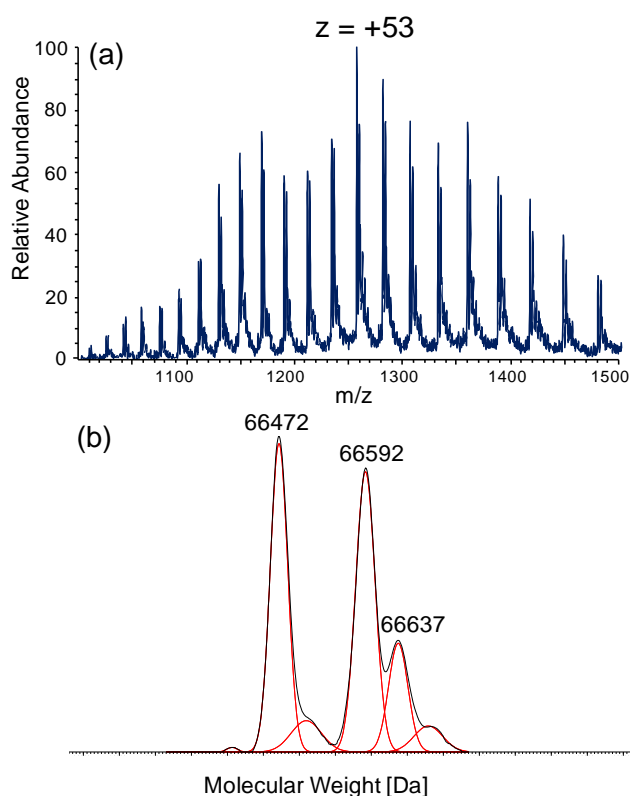 z = +53
(a)
Relative Abundance
100
80
60
40
20
0
1100
1200
1300
1400
1500
m/z
(b)
66472
66592
66637
Molecular Weight [Da]